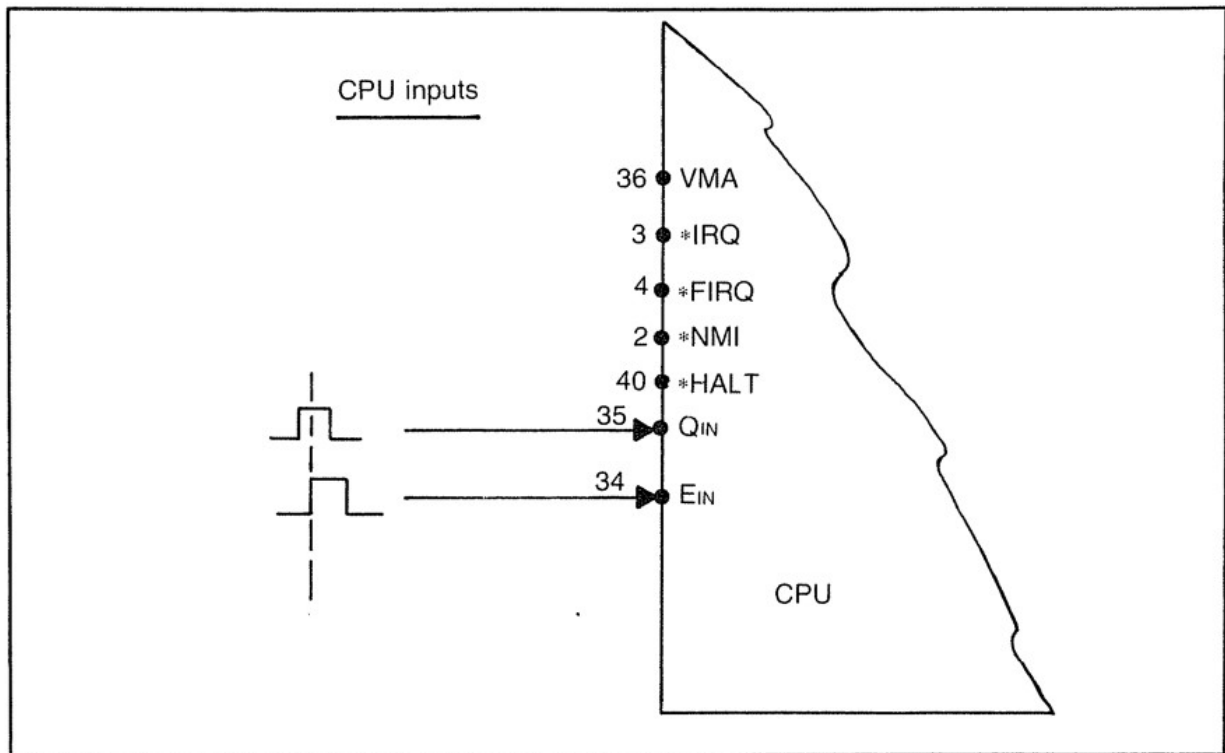 CPU inputs
36 VMA
3 *IRQ
4 *FIRQ
2 *NMI
40 *HALT
35 QIN
34 EIN
CPU